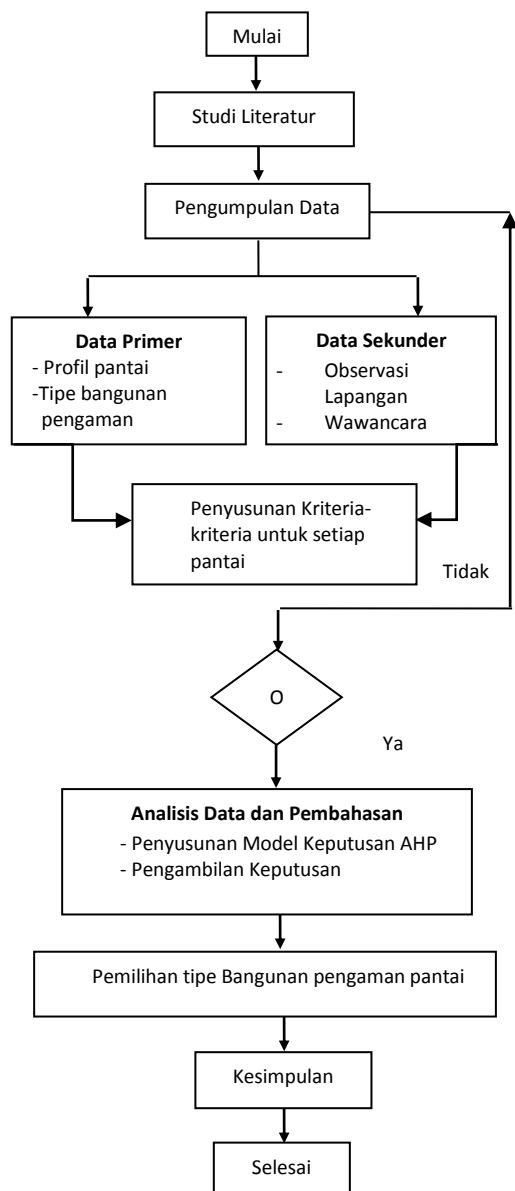 Mulai
Studi Literatur
Pengumpulan Data
Data Primer
- Profil pantai
-Tipe bangunan
pengaman
Data Sekunder
- Observasi
Lapangan
- Wawancara
Penyusunan Kriteria-
kriteria untuk setiap
pantai
Tidak
O
Ya
Analisis Data dan Pembahasan
- Penyusunan Model Keputusan AHP
- Pengambilan Keputusan
Pemilihan tipe Bangunan pengaman pantai
Kesimpulan
Selesai